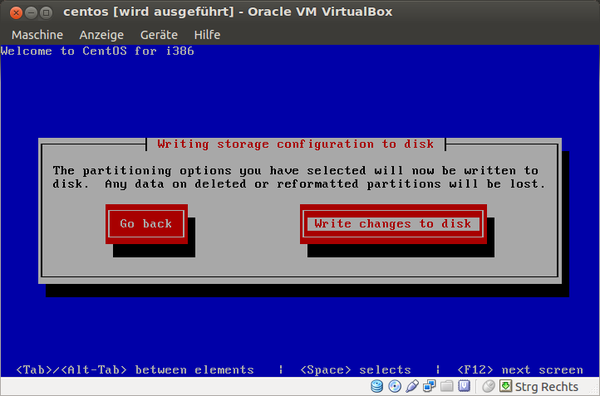 centos [wird ausgeführt] - Oracle VM VirtualBox
Maschine Anzeige Geräte Hilfe
Welcome to CentOS for i386
Writing storage configuration to disk
The partitioning options you have selected will now be written to
disk.  Any data on deleted or reformatted partitions will be lost.
Go back Write changes to disk
<Tab>/<Alt-Tab> between elements | <Space> selects | <F12> next screen
Strg Rechts